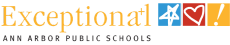 Exceptional
ANN ARBOR PUBLIC SCHOOLS